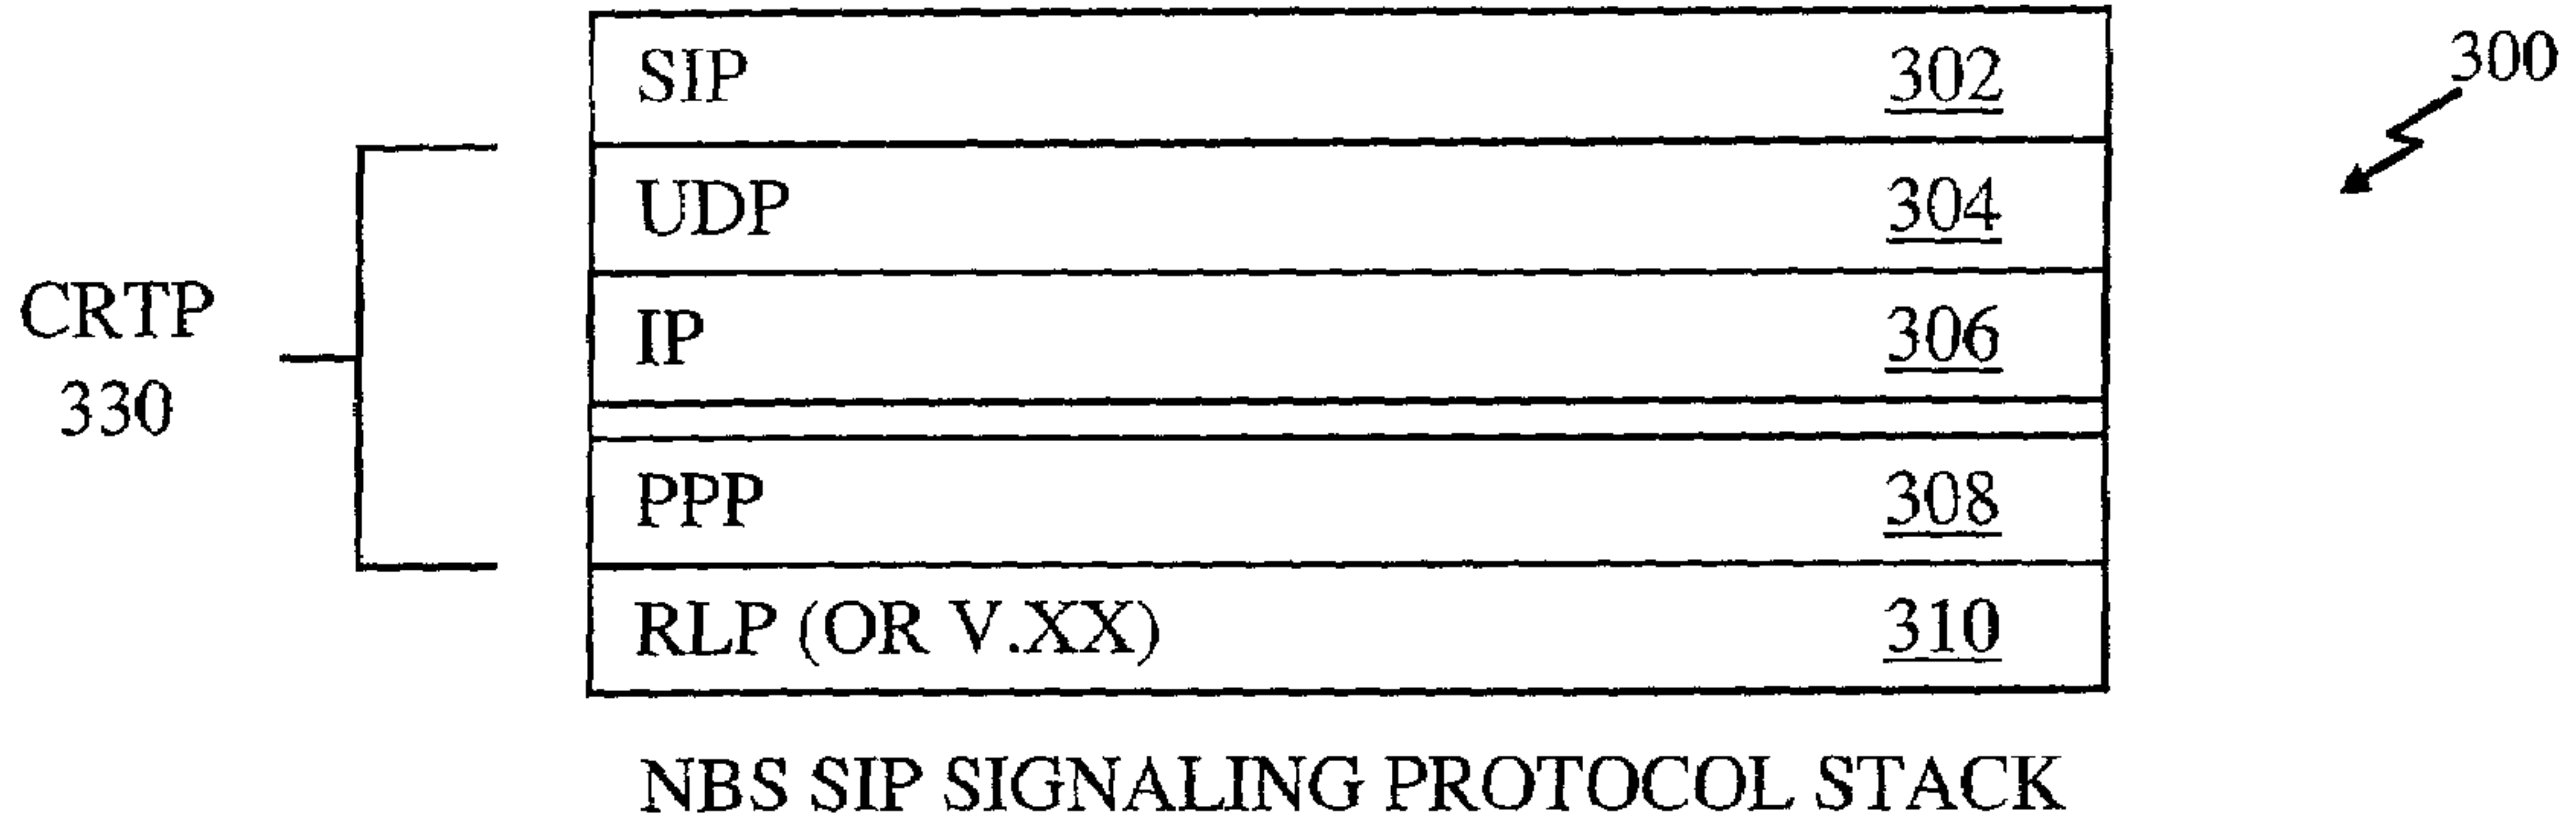 SIP 302
300
UDP 304
CRTP
330
IP 306
PPP 308
RLP (OR V.XX) 310
NBS SIP SIGNALING PROTOCOL STACK